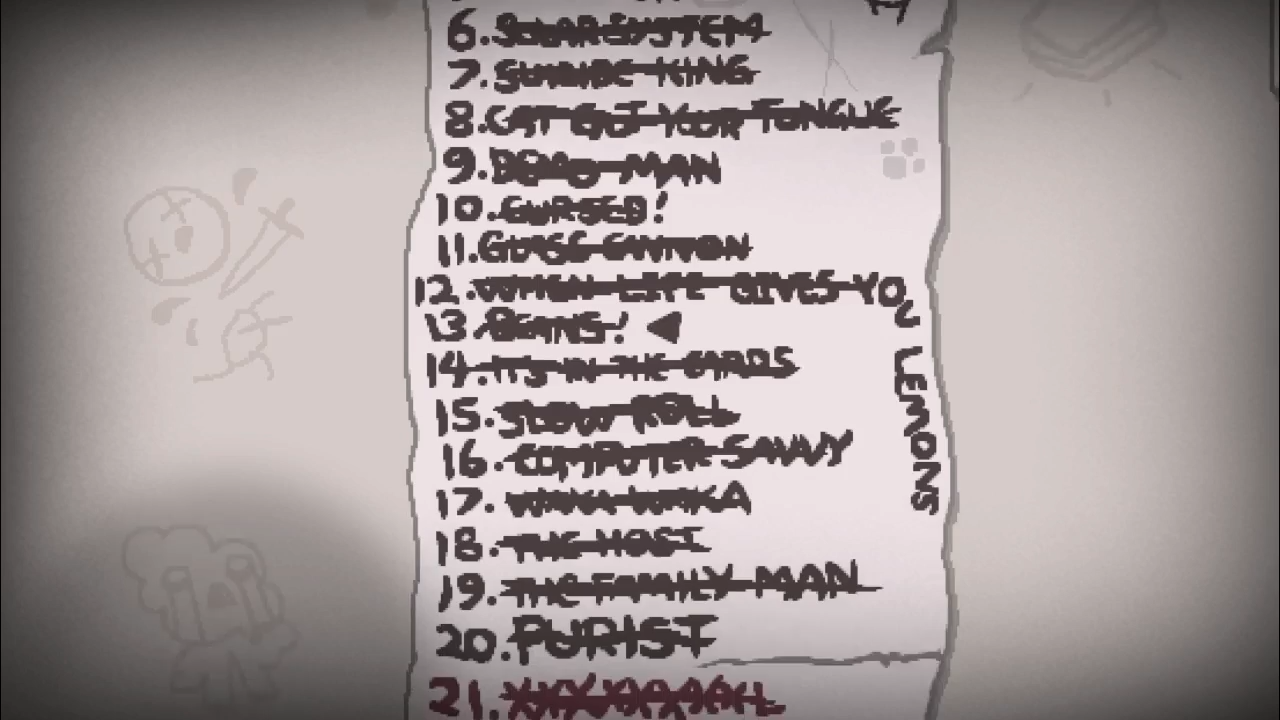 6. SOLAR SYSTEM
7. SUICIDE KING
8. CAT GOT YOUR TONGUE
9. DEAD MAN
10. CURSED!
11. GLASS CANNON
12. WHEN LIFE GIVES YOU LEMONS
13. BEANS!
14. IT'S IN THE CARDS
15. SLOW ROLL
16. COMPUTER SAVVY
17. WAKA WAKA
18. THE HOST
19. THE FAMILY MAN
20. PURIST
21.